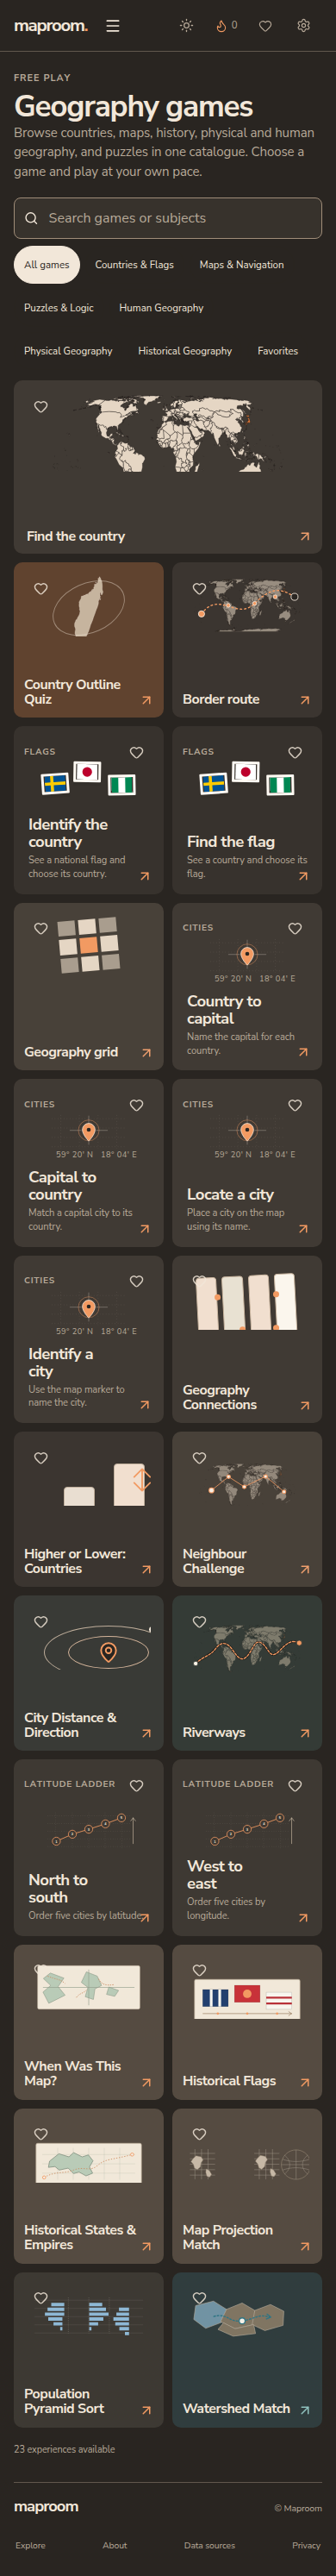 maproom.
0
FREE PLAY
Geography games
Browse countries, maps, history, physical and human
geography, and puzzles in one catalogue. Choose a
game and play at your own pace.
Search games or subjects
All games
Countries & Flags
Maps & Navigation
Puzzles & Logic
Human Geography
Physical Geography
Historical Geography
Favorites
Find the country
Country Outline
Quiz
Border route
FLAGS
Identify the
country
See a national flag and
choose its country.
FLAGS
Find the flag
See a country and choose its
flag.
Geography grid
CITIES
59° 20' N 18° 04' E
Country to
capital
Name the capital for each
country.
CITIES
59° 20' N 18° 04' E
Capital to
country
Match a capital city to its
country.
CITIES
59° 20' N 18° 04' E
Locate a city
Place a city on the map
using its name.
CITIES
59° 20' N 18° 04' E
Identify a
city
Use the map marker to
name the city.
Geography
Connections
Higher or Lower:
Countries
Neighbour
Challenge
City Distance &
Direction
Riverways
LATITUDE LADDER
North to
south
Order five cities by latitude
LATITUDE LADDER
West to
east
Order five cities by
longitude.
When Was This
Map?
Historical Flags
Historical States &
Empires
Map Projection
Match
Population
Pyramid Sort
Watershed Match
23 experiences available
maproom
© Maproom
Explore
About
Data sources
Privacy